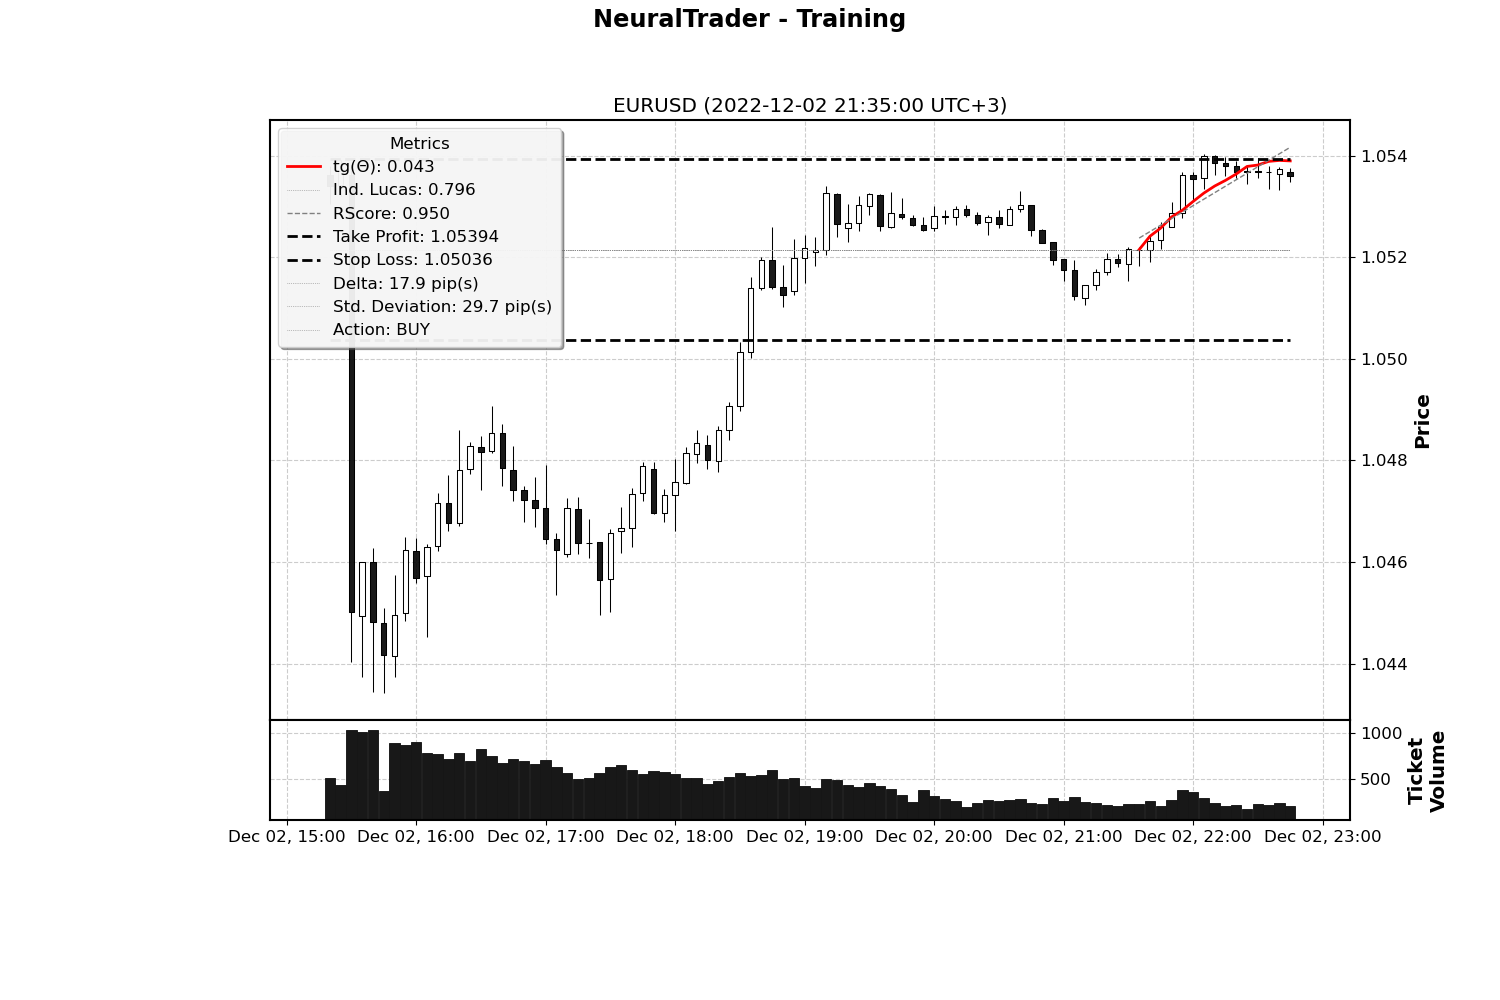 NeuralTrader - Training
EURUSD (2022-12-02 21:35:00 UTC+3)
Metrics
tg(Θ): 0.043
Ind. Lucas: 0.796
RScore: 0.950
Take Profit: 1.05394
Stop Loss: 1.05036
Delta: 17.9 pip(s)
Std. Deviation: 29.7 pip(s)
Action: BUY
1.054
1.052
1.050
1.048
1.046
1.044
Price
1000
500
Ticket
Volume
Dec 02, 15:00
Dec 02, 16:00
Dec 02, 17:00
Dec 02, 18:00
Dec 02, 19:00
Dec 02, 20:00
Dec 02, 21:00
Dec 02, 22:00
Dec 02, 23:00